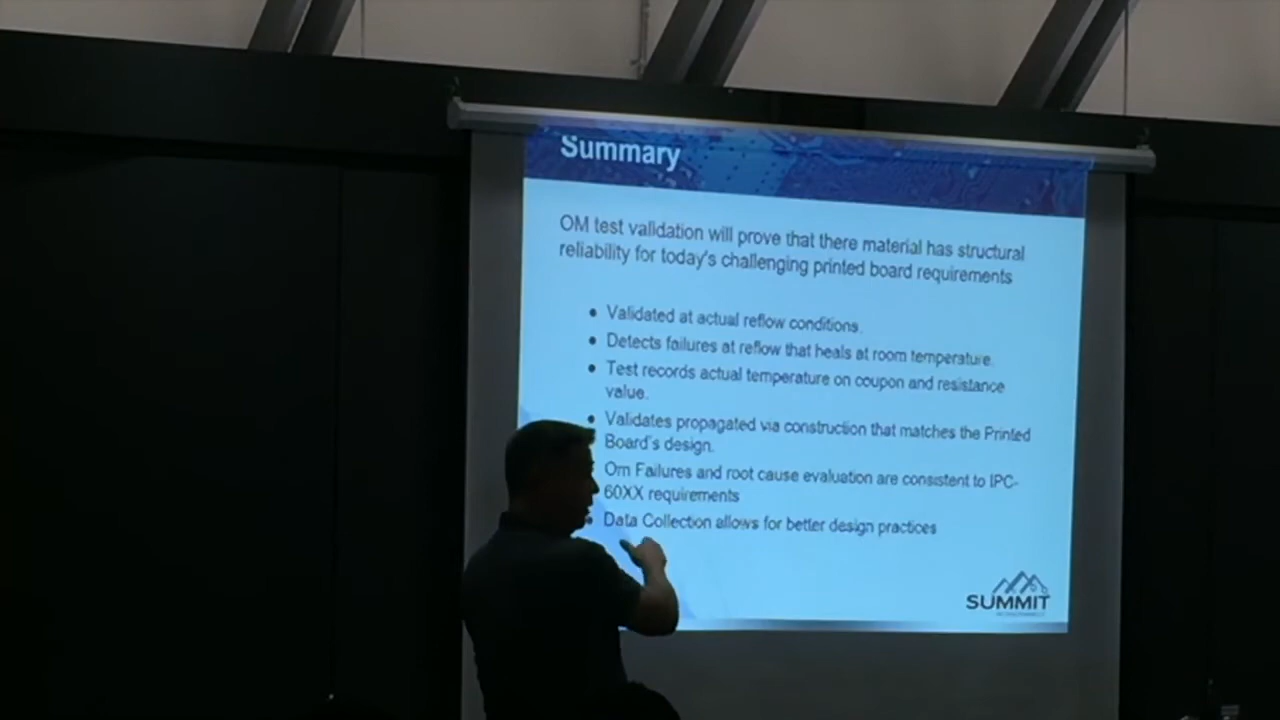 Summary
OM test validation will prove that there material has structural
reliability for today's challenging printed board requirements
• Validated at actual reflow conditions.
• Detects failures at reflow that heals at room temperature.
• Test records actual temperature on coupon and resistance
value.
• Validates propagated via construction that matches the Printed
Board's design.
Om Failures and root cause evaluation are consistent to IPC-
60XX requirements
• Data Collection allows for better design practices
SUMMIT